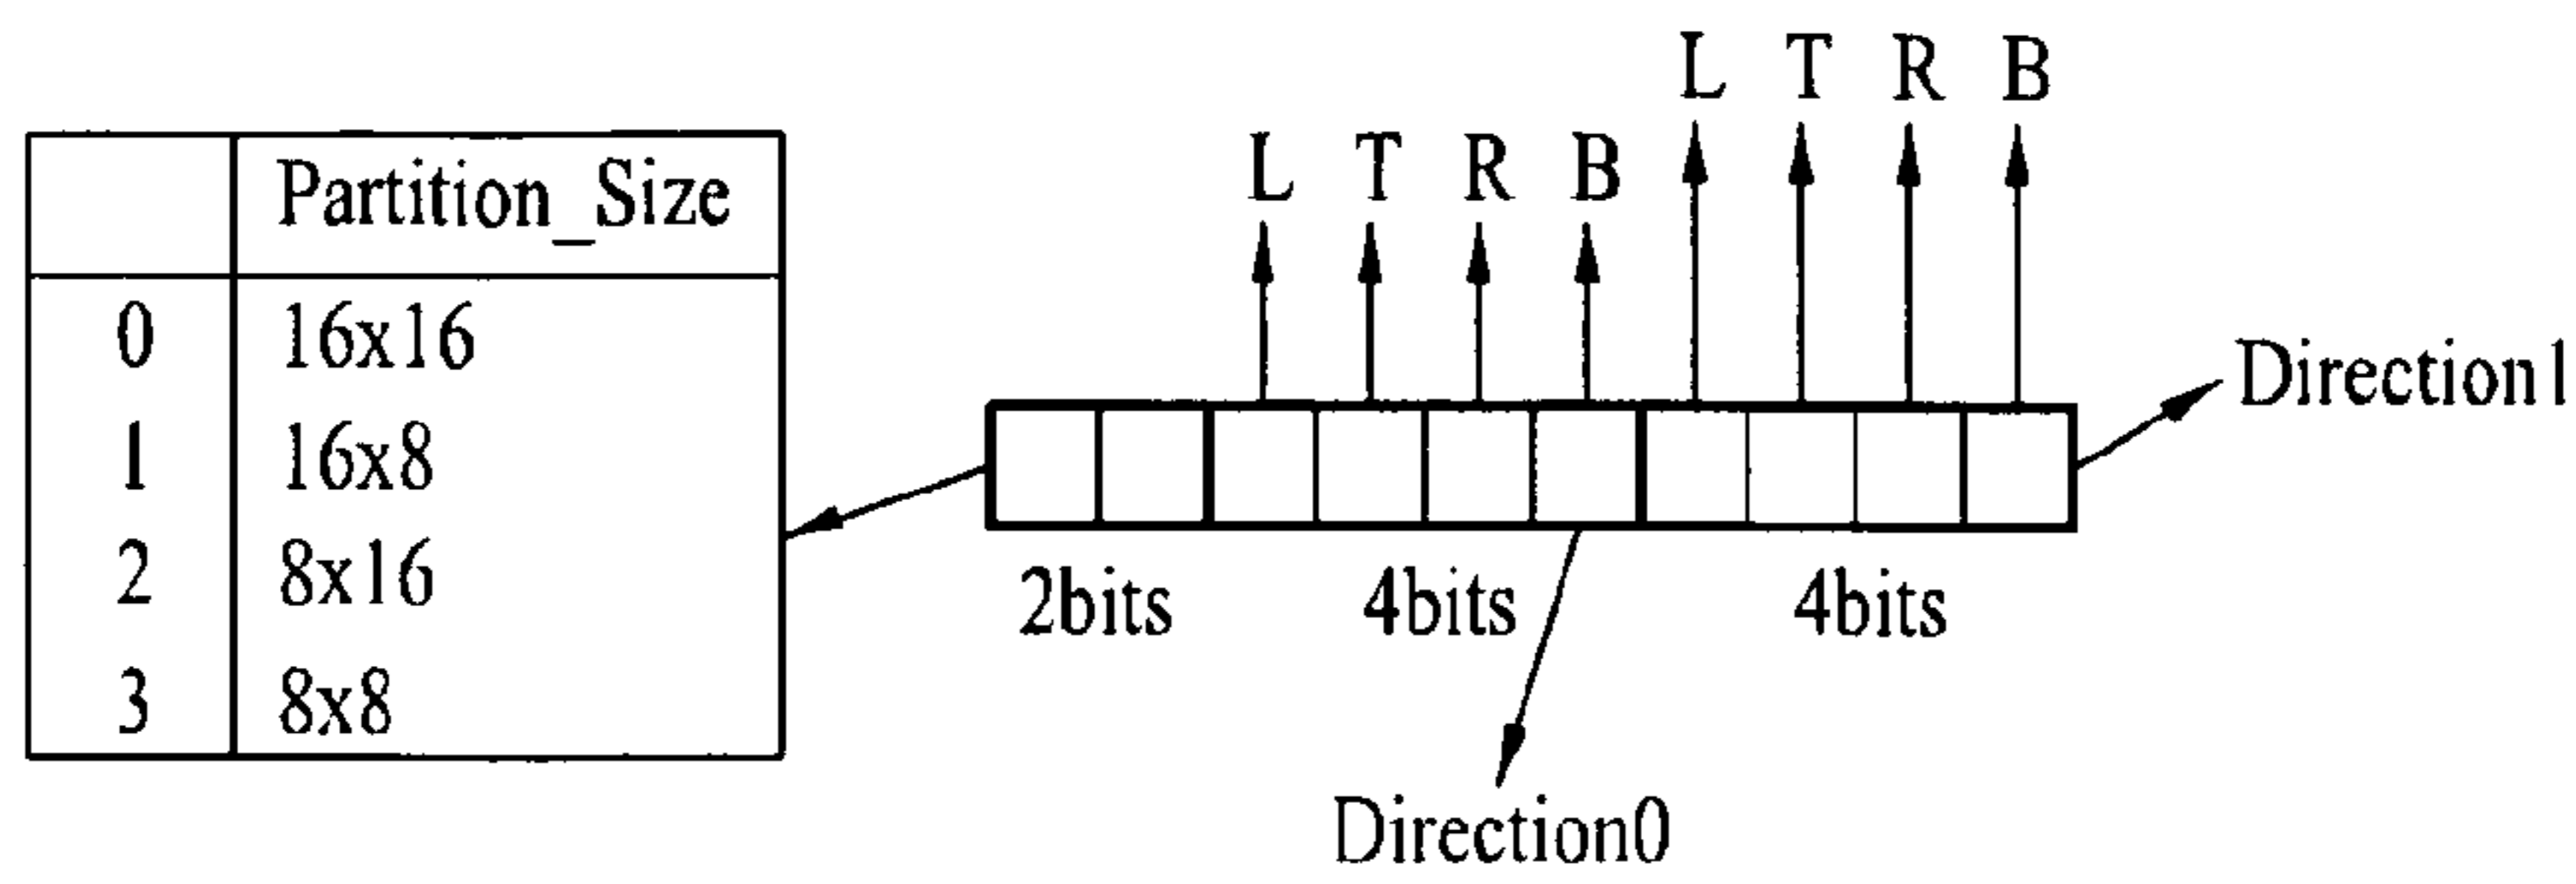 Partition_Size
0 16x16
1 16x8
2 8x16
3 8x8
L T R B
L T R B
2bits 4bits 4bits
Direction1
Direction0